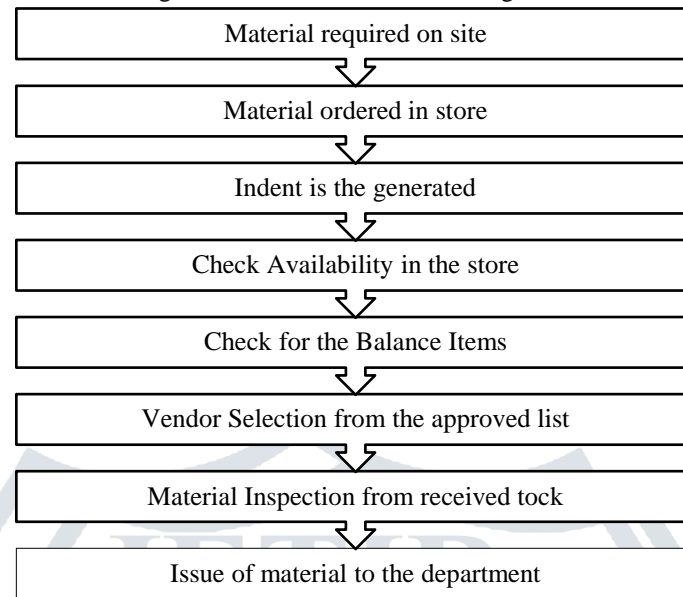 Material required on site
Material ordered in store
Indent is the generated
Check Availability in the store
Check for the Balance Items
Vendor Selection from the approved list
Material Inspection from received tock
Issue of material to the department